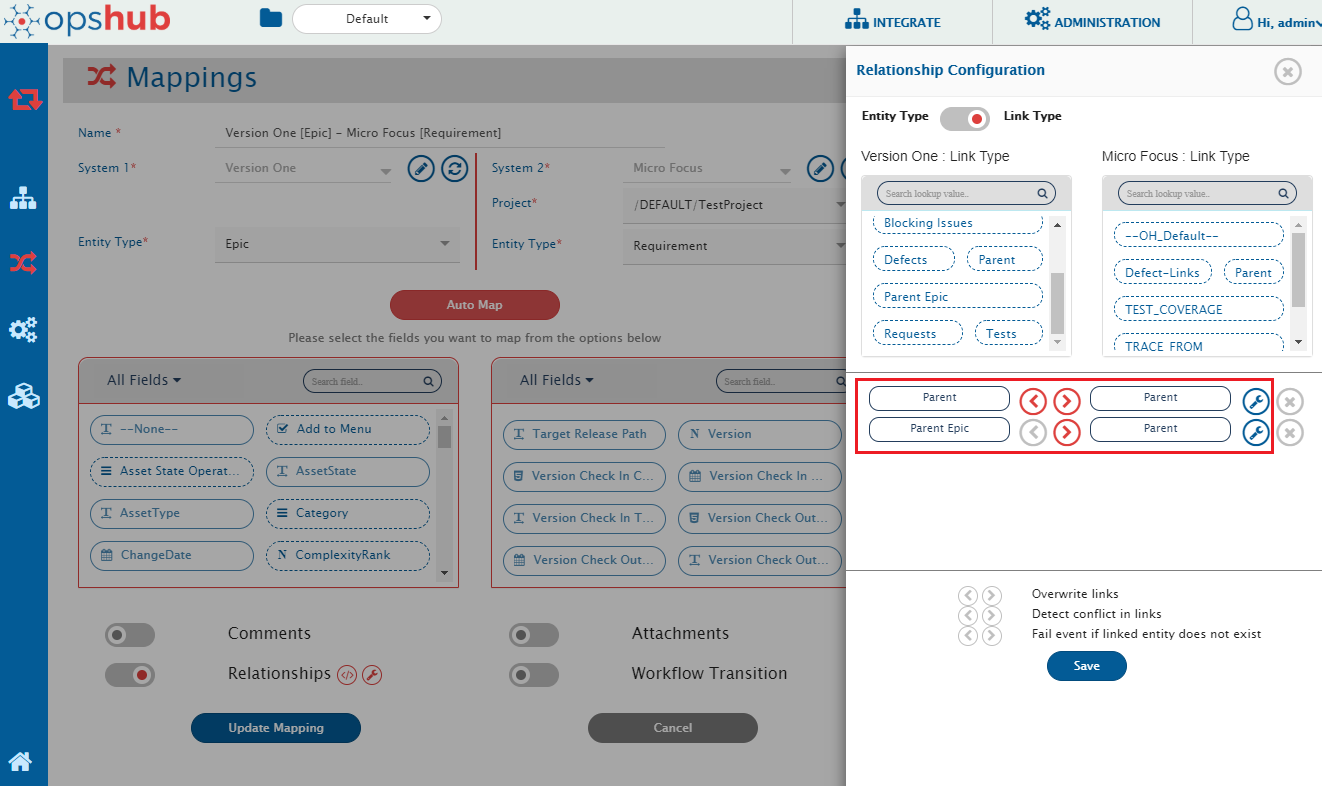 opshub
Default
INTEGRATE
ADMINISTRATION
Hi, admin
Mappings
Name *
Version One [Epic] - Micro Focus [Requirement]
System 1*
Version One
System 2*
Micro Focus
Project*
/DEFAULT/TestProject
Entity Type*
Epic
Entity Type*
Requirement
Auto Map
Please select the fields you want to map from the options below
All Fields
Search field..
T --None--
Add to Menu
Asset State Operat...
T AssetState
T AssetType
Category
ChangeDate
N ComplexityRank
All Fields
Search field..
T Target Release Path
N Version
Version Check In C...
Version Check In ...
T Version Check In T...
Version Check Out...
Version Check Out...
T Version Check Out...
Comments
Attachments
Relationships </>
Workflow Transition
Update Mapping
Cancel
Relationship Configuration
Entity Type
Link Type
Version One : Link Type
Search lookup value..
Blocking Issues
Defects
Parent
Parent Epic
Requests
Tests
Micro Focus : Link Type
Search lookup value..
--OH_Default--
Defect-Links
Parent
TEST_COVERAGE
TRACE FROM
Parent
Parent
Parent Epic
Parent
Overwrite links
Detect conflict in links
Fail event if linked entity does not exist
Save